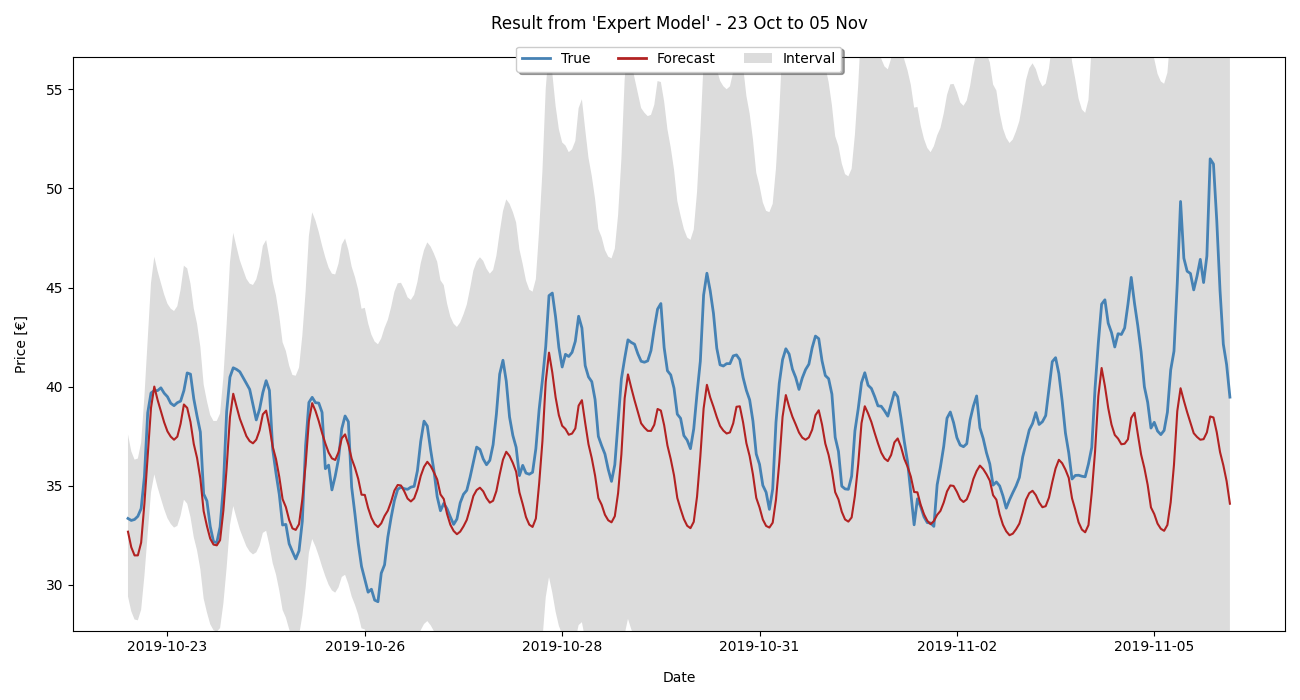 Result from 'Expert Model' - 23 Oct to 05 Nov
True Forecast Interval
55
50
45
40
35
30
Price [€]
2019-10-23 2019-10-26 2019-10-28 2019-10-31 2019-11-02 2019-11-05
Date